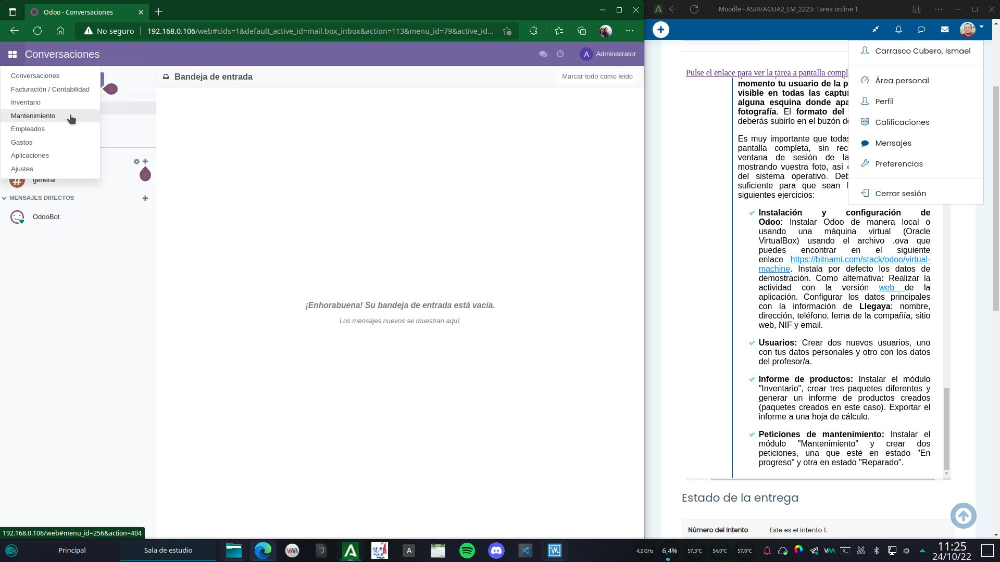 Odoo - Conversaciones
No seguro
192.168.0.106/web#cids=1&default_active_id=mail.box_inbox&action=113&menu_id=79&active_id...
Conversaciones
A Administrator
Conversaciones
Facturación / Contabilidad
Inventario
Mantenimiento
Empleados
Gastos
Aplicaciones
Ajustes
general
MENSAJES DIRECTOS
OdooBot
Bandeja de entrada
Marcar todo como leido
¡Enhorabuena! Su bandeja de entrada está vacía.
Los mensajes nuevos se muestran aquí.
192.168.0.106/web#menu_id=256&action=404
Moodle - ASIR/AGUA2_LM_2223: Tarea online 1
Carrasco Cubero, Ismael
Área personal
Perfil
Calificaciones
Mensajes
Preferencias
Cerrar sesión
Pulse el enlace para ver la tarea a pantalla compl
momento tu usuario de la p
visible en todas las captur
alguna esquina donde apa
fotografía. El formato del
deberás subirlo en el buzón de
Es muy importante que todas
pantalla completa, sin rec
ventana de sesión de la
mostrando vuestra foto, así
del sistema operativo. Deb
suficiente para que sean l
siguientes ejercicios:
Instalación y configuración de
Odoo: Instalar Odoo de manera local o
usando una máquina virtual (Oracle
VirtualBox) usando el archivo .ova que
puedes encontrar en el siguiente
enlace https://bitnami.com/stack/odoo/virtual-
machine. Instala por defecto los datos de
demostración. Como alternativa: Realizar la
actividad con la versión web de la
aplicación. Configurar los datos principales
con la información de Llegaya: nombre,
dirección, teléfono, lema de la compañía, sitio
web, NIF y email.
Usuarios: Crear dos nuevos usuarios, uno
con tus datos personales y otro con los datos
del profesor/a.
Informe de productos: Instalar el módulo
"Inventario", crear tres paquetes diferentes y
generar un informe de productos creados
(paquetes creados en este caso). Exportar el
informe a una hoja de cálculo.
Peticiones de mantenimiento: Instalar el
módulo "Mantenimiento" y crear dos
peticiones, una que esté en estado "En
progreso" y otra en estado "Reparado".
Estado de la entrega
Número del Intento Este es el intento 1.
Principal
Sala de estudio
4,2 GHz 6,4% 57,3°C 54,0°C 57,0°C
11:25
24/10/22